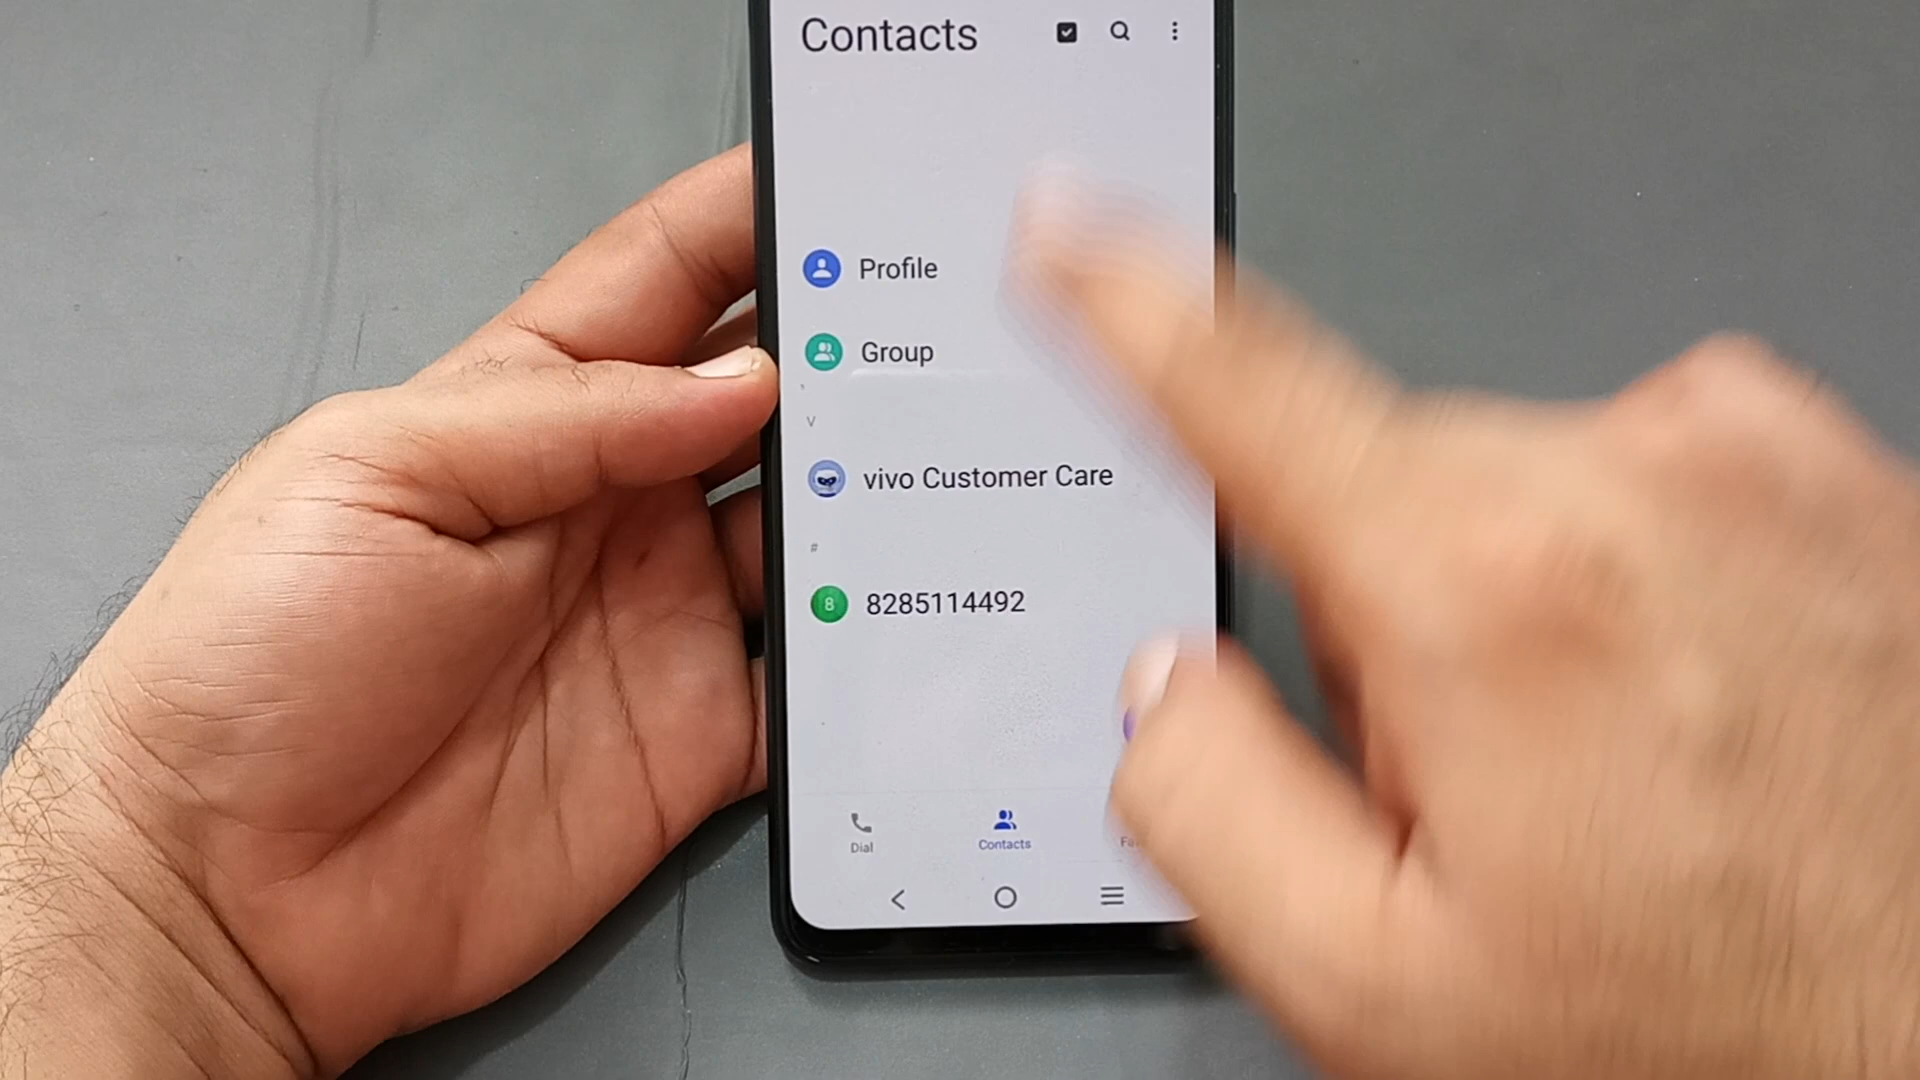 Contacts
Profile
Group
V
vivo Customer Care
#
8 8285114492
Dial
Contacts